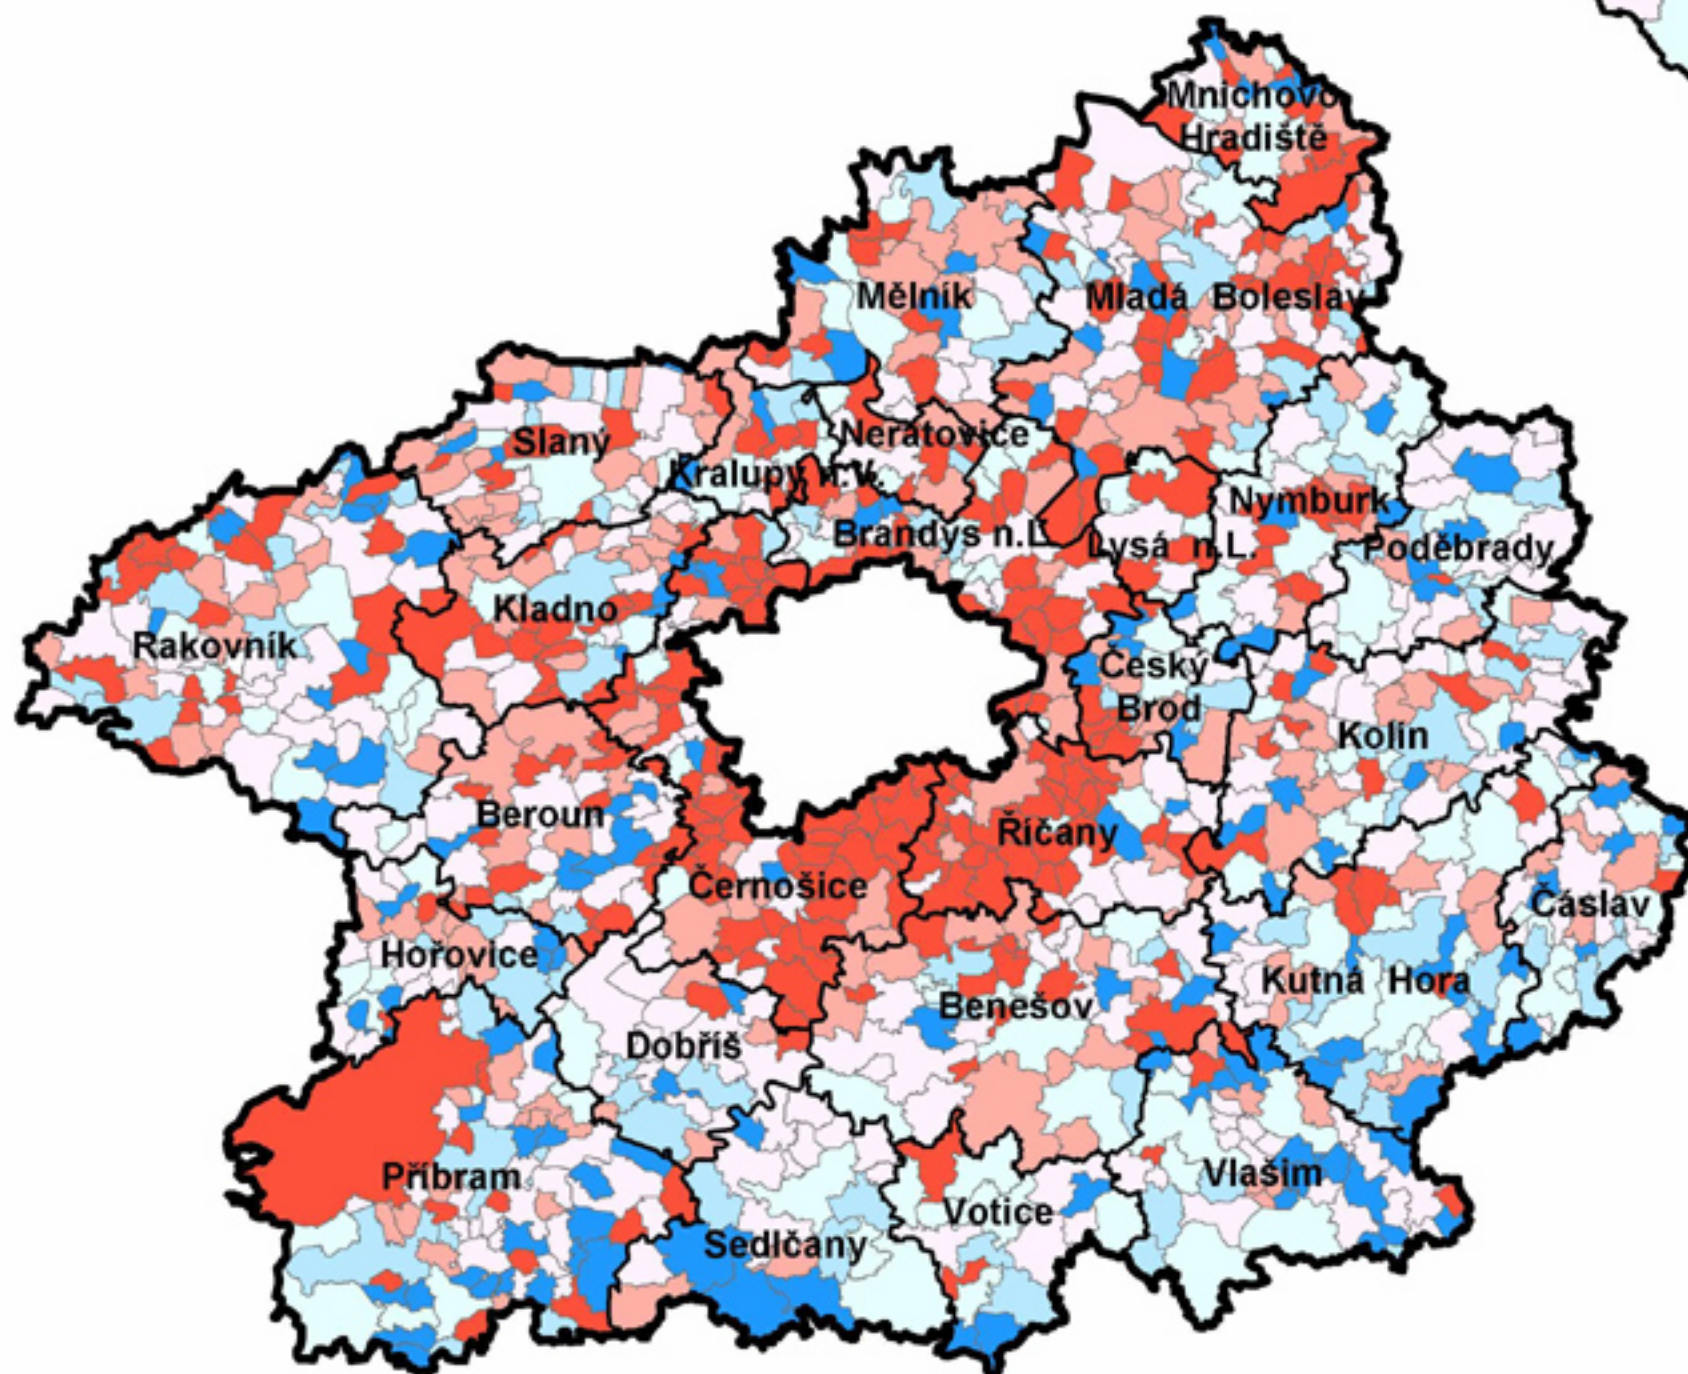 Mnichovo
Hradiště
Mělník
Mladá Boleslav
Slaný
Neratovice
Kralupy n.V.
Nymburk
Brandýs n.L.
Lysá n.L.
Poděbrady
Kladno
Rakovník
Český
Brod
Kolín
Beroun
Říčany
Černošice
Čáslav
Hořovice
Kutná Hora
Benešov
Dobříš
Příbram
Vlašim
Votice
Sedlčany